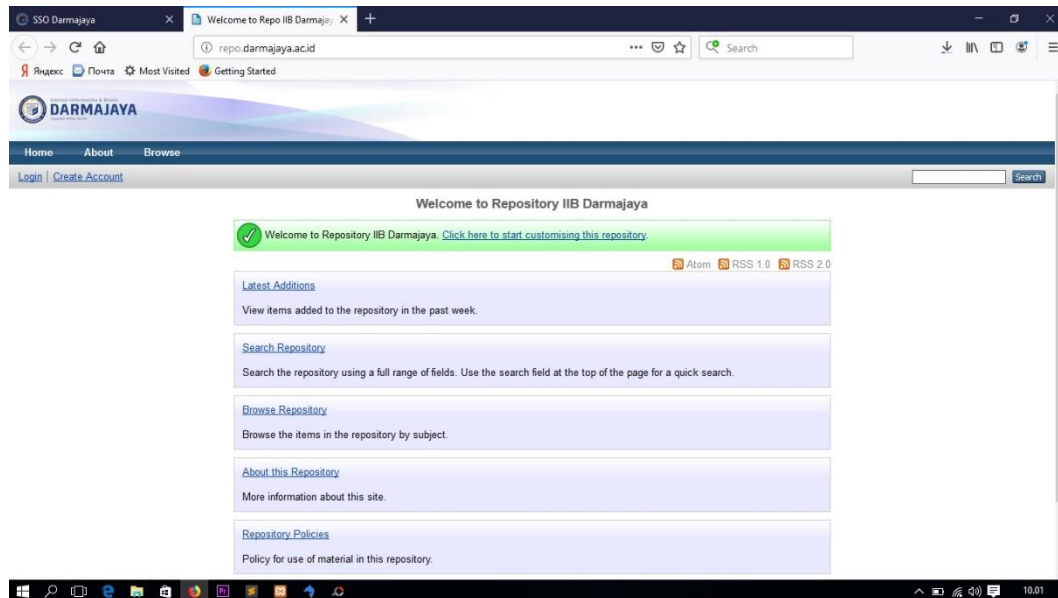 SSO Darmajaya
Welcome to Repo IIB Darmajay
repo.darmajaya.ac.id
Search
Яндекс Почта Most Visited Getting Started
DARMAJAYA
Home About Browse
Login | Create Account
Search
Welcome to Repository IIB Darmajaya
Welcome to Repository IIB Darmajaya. Click here to start customising this repository.
Atom RSS 1.0 RSS 2.0
Latest Additions
View items added to the repository in the past week.
Search Repository
Search the repository using a full range of fields. Use the search field at the top of the page for a quick search.
Browse Repository
Browse the items in the repository by subject.
About this Repository
More information about this site.
Repository Policies
Policy for use of material in this repository.
Pr
10.01